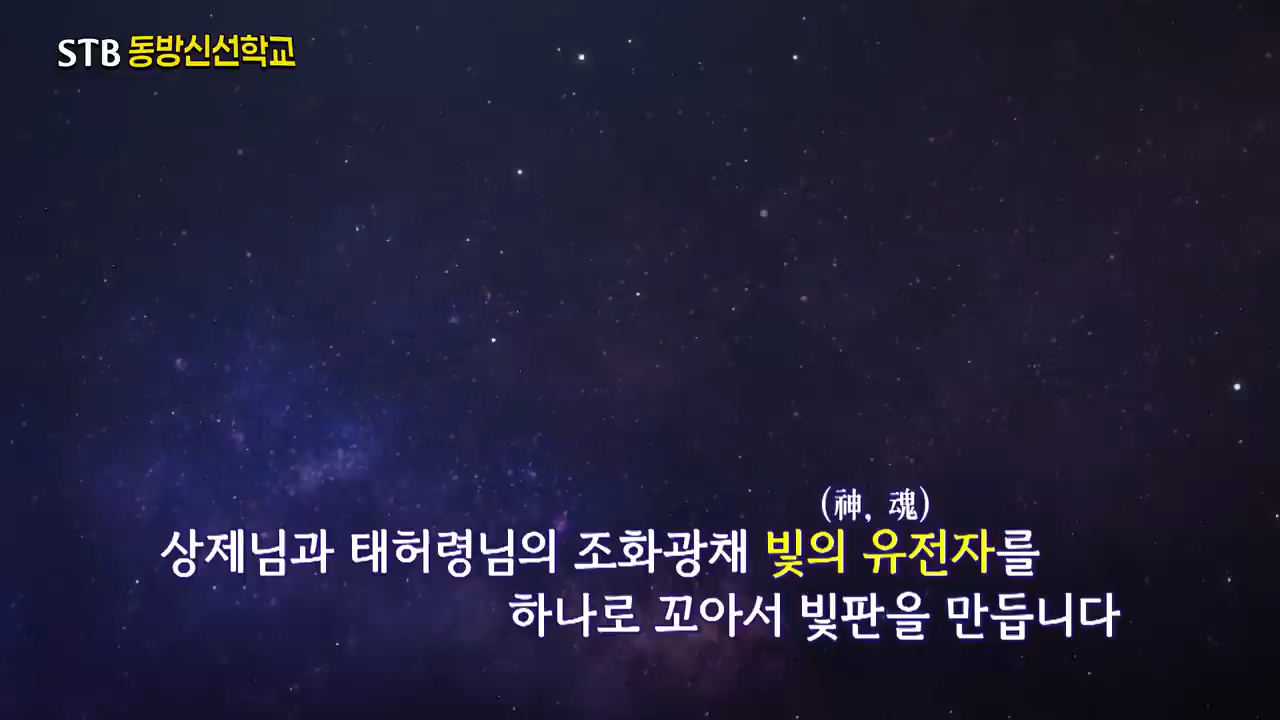 STB 동방신선학교
(神, 魂)
상제님과 태허령님의 조화광채 빛의 유전자를
하나로 꼬아서 빛판을 만듭니다